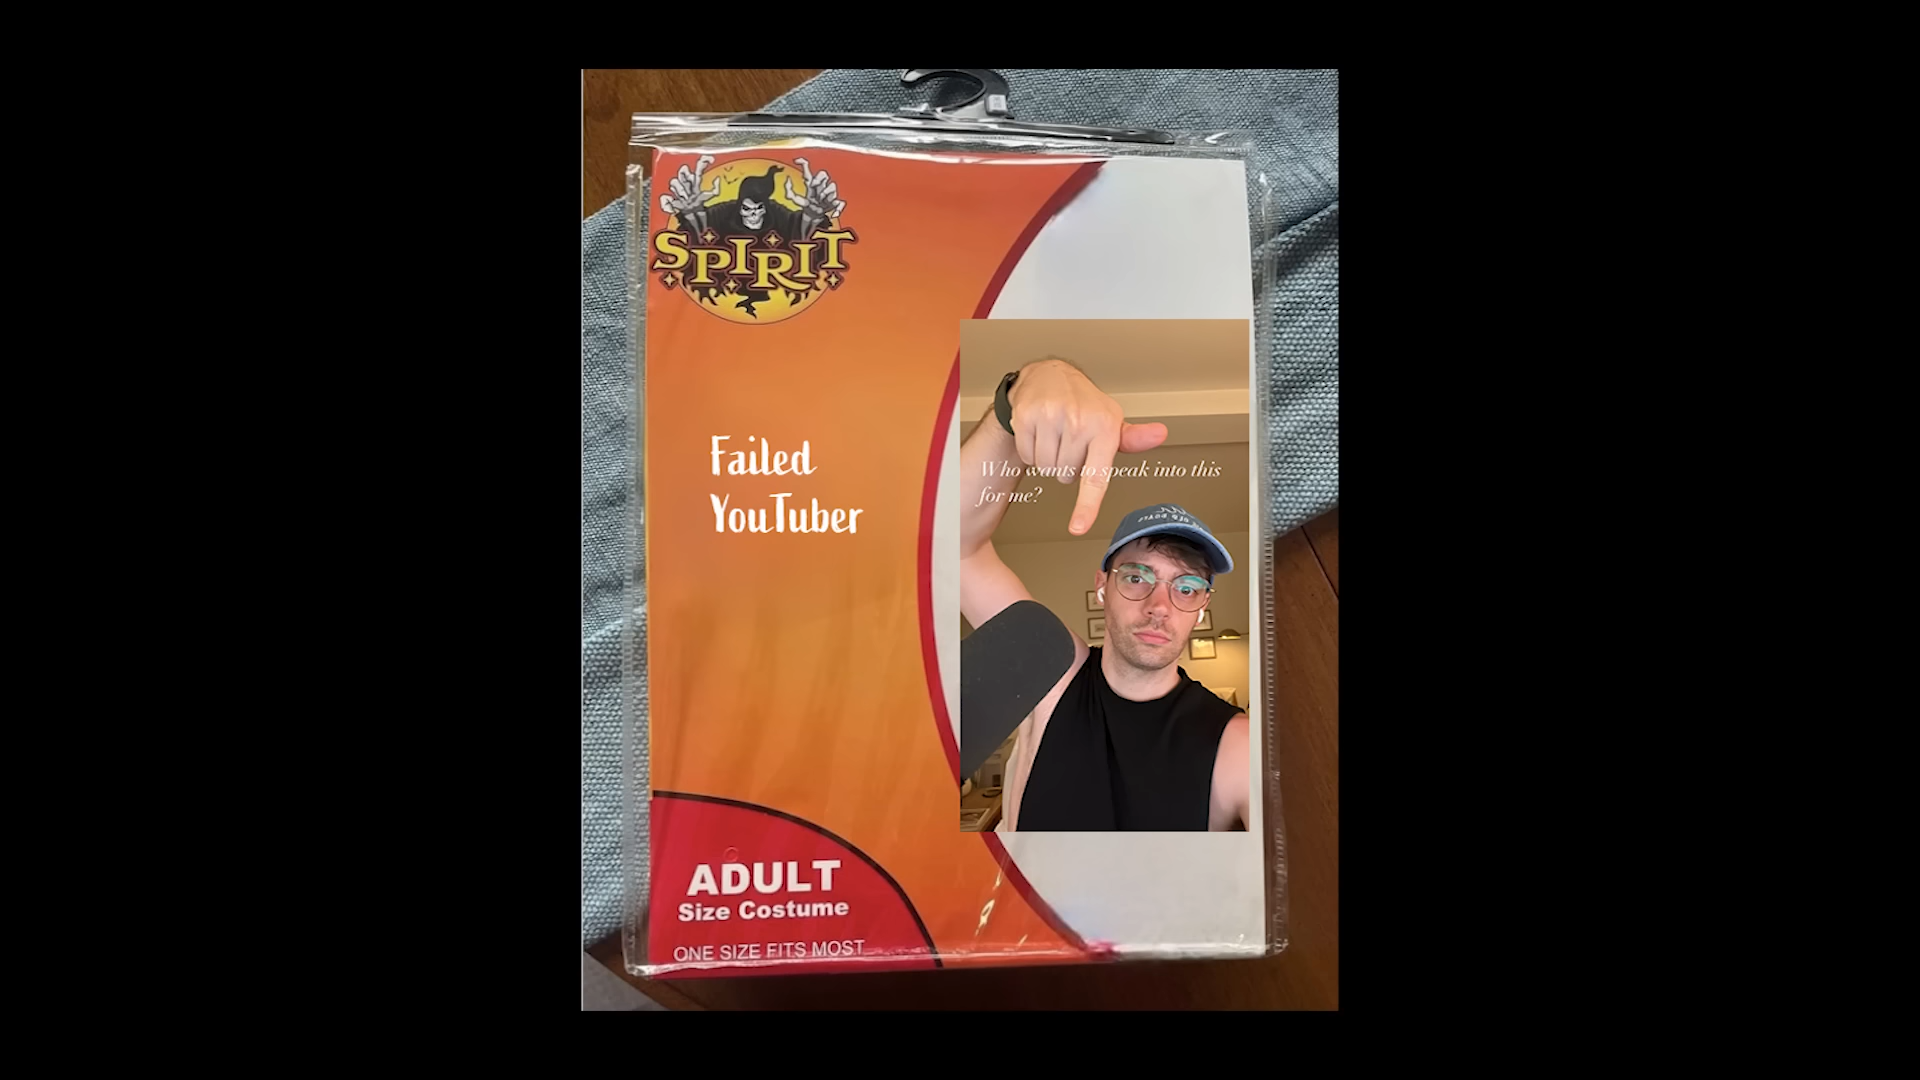 SPIRIT
Failed
YouTuber
Who wants to speak into this
for me?
ADULT
Size Costume
ONE SIZE FITS MOST